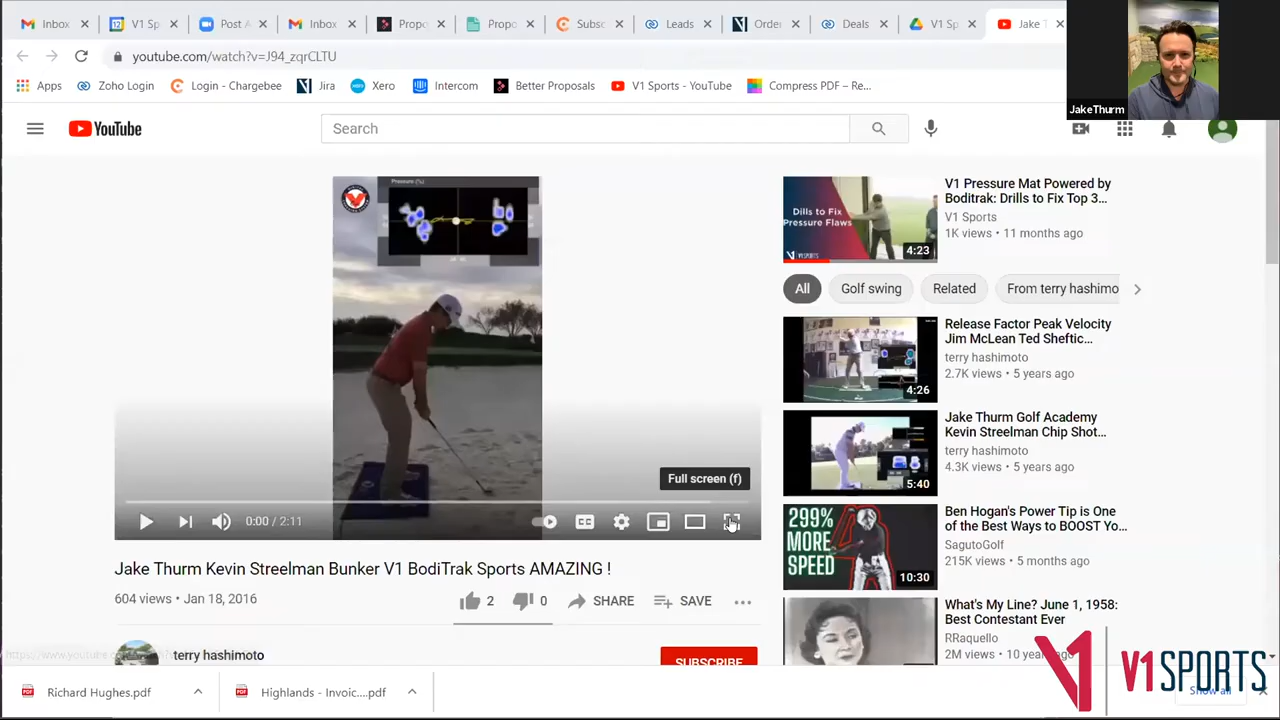 Inbox
V1 Sp
Post A
Inbox
Propo
Propo
Subsc
Leads
Order
Deals
V1 Sp
Jake T
youtube.com/watch?v=J94_zqrCLTU
Apps
Zoho Login
Login - Chargebee
Jira
Xero
Intercom
Better Proposals
V1 Sports - YouTube
Compress PDF – Re...
JakeThurm
YouTube
Search
Pressure (%)
Full screen (f)
0:00 / 2:11
CC
Jake Thurm Kevin Streelman Bunker V1 BodiTrak Sports AMAZING !
604 views • Jan 18, 2016
2
0
SHARE
SAVE
terry hashimoto
SUBSCRIBE
Dills to Fix
Pressure Flaws
V1SPORTS
4:23
V1 Pressure Mat Powered by
Boditrak: Drills to Fix Top 3...
V1 Sports
1K views • 11 months ago
All
Golf swing
Related
From terry hashimo
4:26
Release Factor Peak Velocity
Jim McLean Ted Sheftic...
terry hashimoto
2.7K views • 5 years ago
5:40
Jake Thurm Golf Academy
Kevin Streelman Chip Shot...
terry hashimoto
4.3K views • 5 years ago
299%
MORE
SPEED
10:30
Ben Hogan's Power Tip is One
of the Best Ways to BOOST Yo...
SagutoGolf
215K views • 5 months ago
What's My Line? June 1, 1958:
Best Contestant Ever
RRaquello
2M views • 10 years ago
V1SPORTS
Richard Hughes.pdf
Highlands - Invoic....pdf
Show all